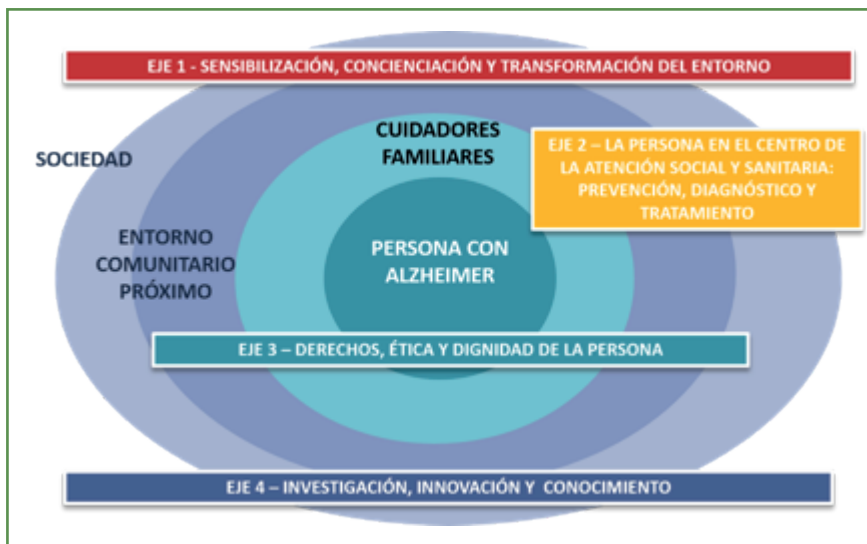 EJE 1 - SENSIBILIZACIÓN, CONCIENCIACIÓN Y TRANSFORMACIÓN DEL ENTORNO
SOCIEDAD
CUIDADORES
FAMILIARES
EJE 2 – LA PERSONA EN EL CENTRO DE
LA ATENCIÓN SOCIAL Y SANITARIA:
PREVENCIÓN, DIAGNÓSTICO Y
TRATAMIENTO
ENTORNO
COMUNITARIO
PRÓXIMO
PERSONA CON
ALZHEIMER
EJE 3 – DERECHOS, ÉTICA Y DIGNIDAD DE LA PERSONA
EJE 4 – INVESTIGACIÓN, INNOVACIÓN Y CONOCIMIENTO